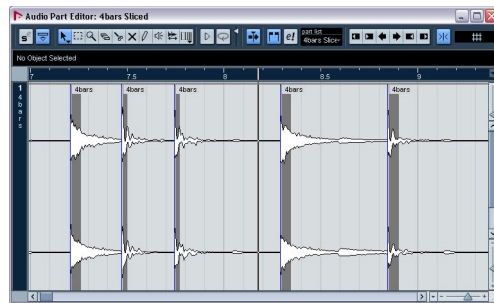 Audio Part Editor: 4bars Sliced
part list
4bars Slice
No Object Selected
7 7.5 8 8.5 9
1
4bars
4bars 4bars 4bars 4bars 4bars